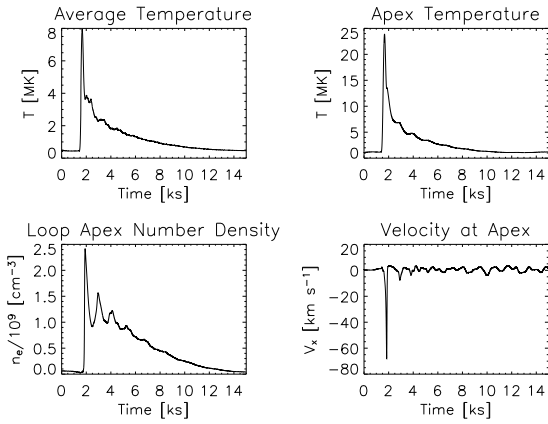 Average Temperature
T [MK]
8
6
4
2
0
0 2 4 6 8 10 12 14
Time [ks]
Apex Temperature
T [MK]
25
20
15
10
5
0
0 2 4 6 8 10 12 14
Time [ks]
Loop Apex Number Density
nₑ/10⁹ [cm⁻³]
2.5
2.0
1.5
1.0
0.5
0.0
0 2 4 6 8 10 12 14
Time [ks]
Velocity at Apex
Vₓ [km s⁻¹]
20
0
−20
−40
−60
−80
0 2 4 6 8 10 12 14
Time [ks]